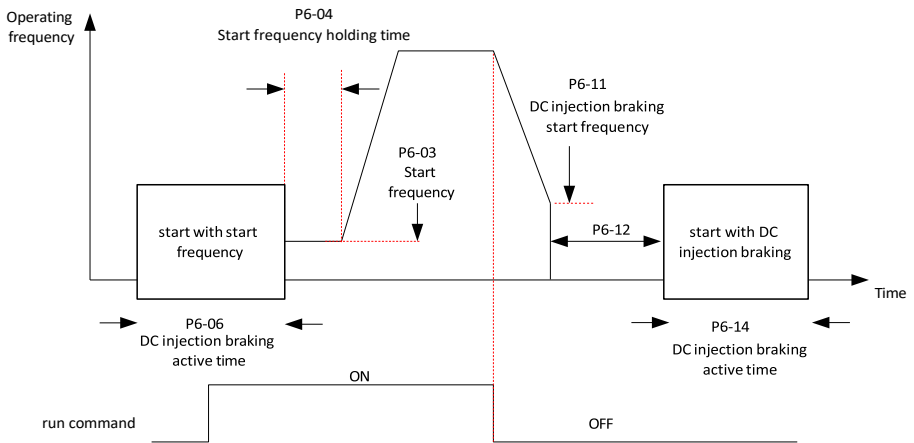 Operating
frequency
P6-04
Start frequency holding time
P6-11
DC injection braking
start frequency
P6-03
Start
frequency
start with start
frequency
P6-12
start with DC
injection braking
Time
P6-06
DC injection braking
active time
P6-14
DC injection braking
active time
ON
run command
OFF